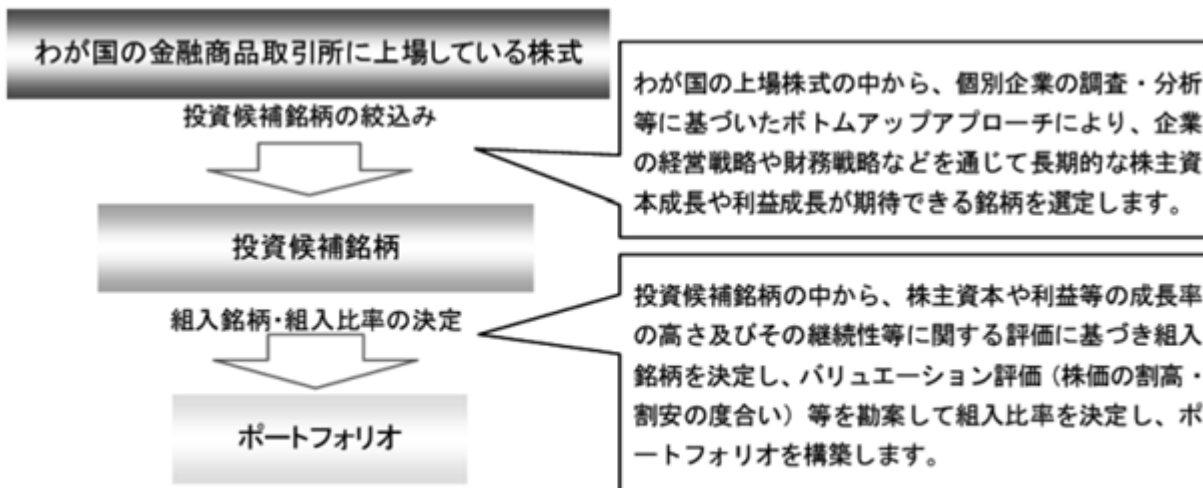 わが国の金融商品取引所に上場している株式
投資候補銘柄の絞込み
わが国の上場株式の中から、個別企業の調査・分析
等に基づいたボトムアップアプローチにより、企業
の経営戦略や財務戦略などを通じて長期的な株主資
本成長や利益成長が期待できる銘柄を選定します。
投資候補銘柄
組入銘柄・組入比率の決定
投資候補銘柄の中から、株主資本や利益等の成長率
の高さ及びその継続性等に関する評価に基づき組入
銘柄を決定し、バリュエーション評価（株価の割高・
割安の度合い）等を勘案して組入比率を決定し、ポ
ートフォリオを構築します。
ポートフォリオ